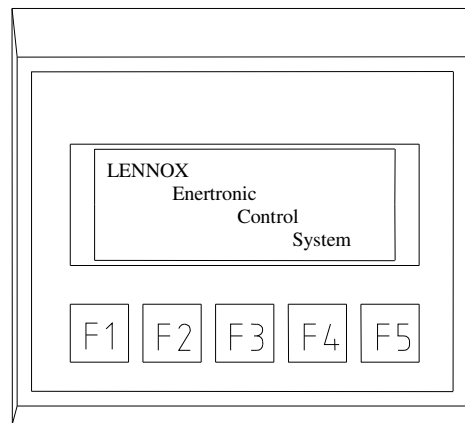 LENNOX
Enertronic
Control
System
F1 F2 F3 F4 F5